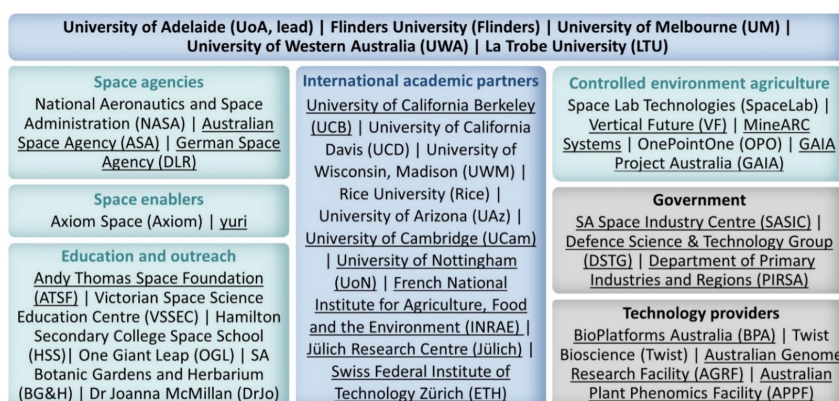 University of Adelaide (UoA, lead) | Flinders University (Flinders) | University of Melbourne (UM) |
University of Western Australia (UWA) | La Trobe University (LTU)
Space agencies
National Aeronautics and Space
Administration (NASA) | Australian
Space Agency (ASA) | German Space
Agency (DLR)
Space enablers
Axiom Space (Axiom) | yuri
Education and outreach
Andy Thomas Space Foundation
(ATSF) | Victorian Space Science
Education Centre (VSSEC) | Hamilton
Secondary College Space School
(HSS)| One Giant Leap (OGL) | SA
Botanic Gardens and Herbarium
(BG&H) | Dr Joanna McMillan (DrJo)
International academic partners
University of California Berkeley
(UCB) | University of California
Davis (UCD) | University of
Wisconsin, Madison (UWM) |
Rice University (Rice) |
University of Arizona (UAz) |
University of Cambridge (UCam)
| University of Nottingham
(UoN) | French National
Institute for Agriculture, Food
and the Environment (INRAE) |
Jülich Research Centre (Jülich) |
Swiss Federal Institute of
Technology Zürich (ETH)
Controlled environment agriculture
Space Lab Technologies (SpaceLab) |
Vertical Future (VF) | MineARC
Systems | OnePointOne (OPO) | GAIA
Project Australia (GAIA)
Government
SA Space Industry Centre (SASIC) |
Defence Science & Technology Group
(DSTG) | Department of Primary
Industries and Regions (PIRSA)
Technology providers
BioPlatforms Australia (BPA) | Twist
Bioscience (Twist) | Australian Genome
Research Facility (AGRF) | Australian
Plant Phenomics Facility (APPF)